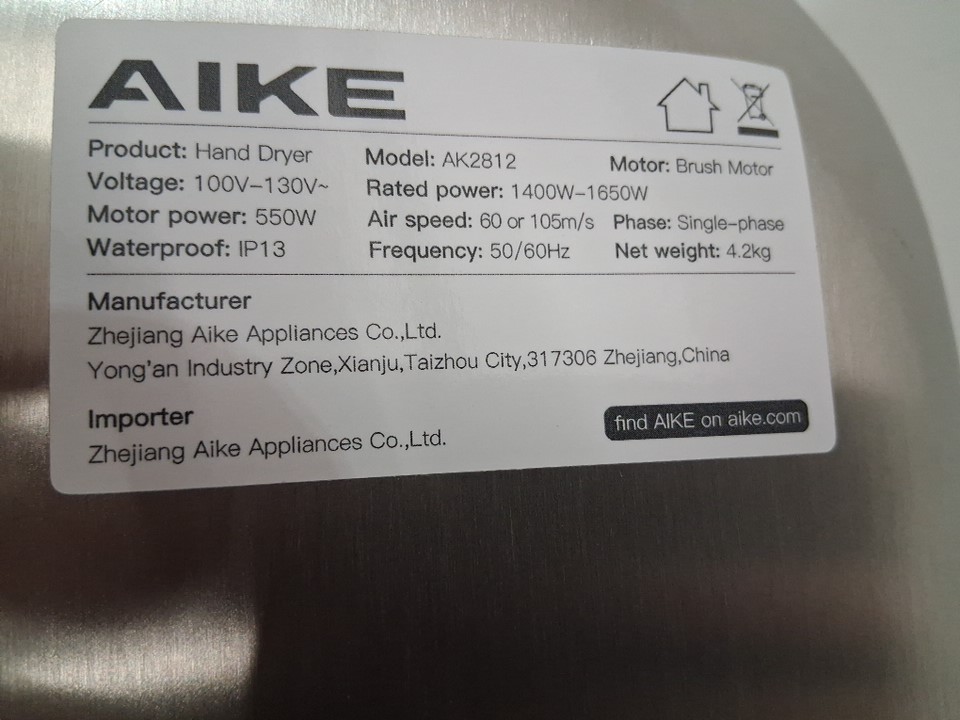 AIKE
Product: Hand Dryer Model: AK2812 Motor: Brush Motor
Voltage: 100V–130V~ Rated power: 1400W–1650W
Motor power: 550W Air speed: 60 or 105m/s Phase: Single–phase
Waterproof: IP13 Frequency: 50/60Hz Net weight: 4.2kg
Manufacturer
Zhejiang Aike Appliances Co.,Ltd.
Yong'an Industry Zone,Xianju,Taizhou City,317306 Zhejiang,China
Importer
Zhejiang Aike Appliances Co.,Ltd.
find AIKE on aike.com